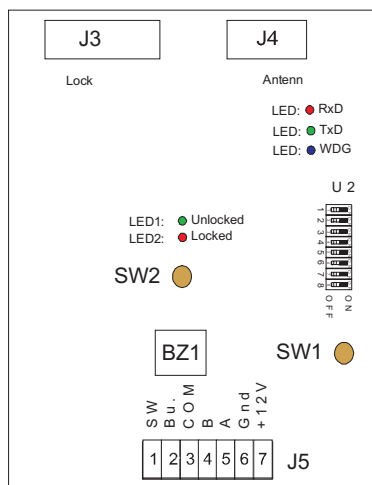 J3
J4
Lock
Antenn
LED: RxD
LED: TxD
LED: WDG
U 2
1
2
3
4
5
6
7
8
OFF
ON
LED1: Unlocked
LED2: Locked
SW2
SW1
BZ1
SW
Bu.
COM
B
A
Gnd
+12V
1 2 3 4 5 6 7
J5